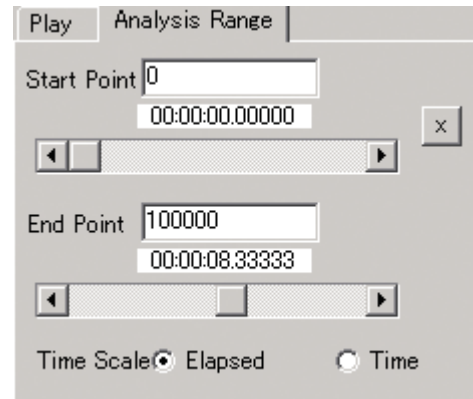 Play Analysis Range
Start Point 0
00:00:00.00000
x
End Point 100000
00:00:08.33333
Time Scale Elapsed Time